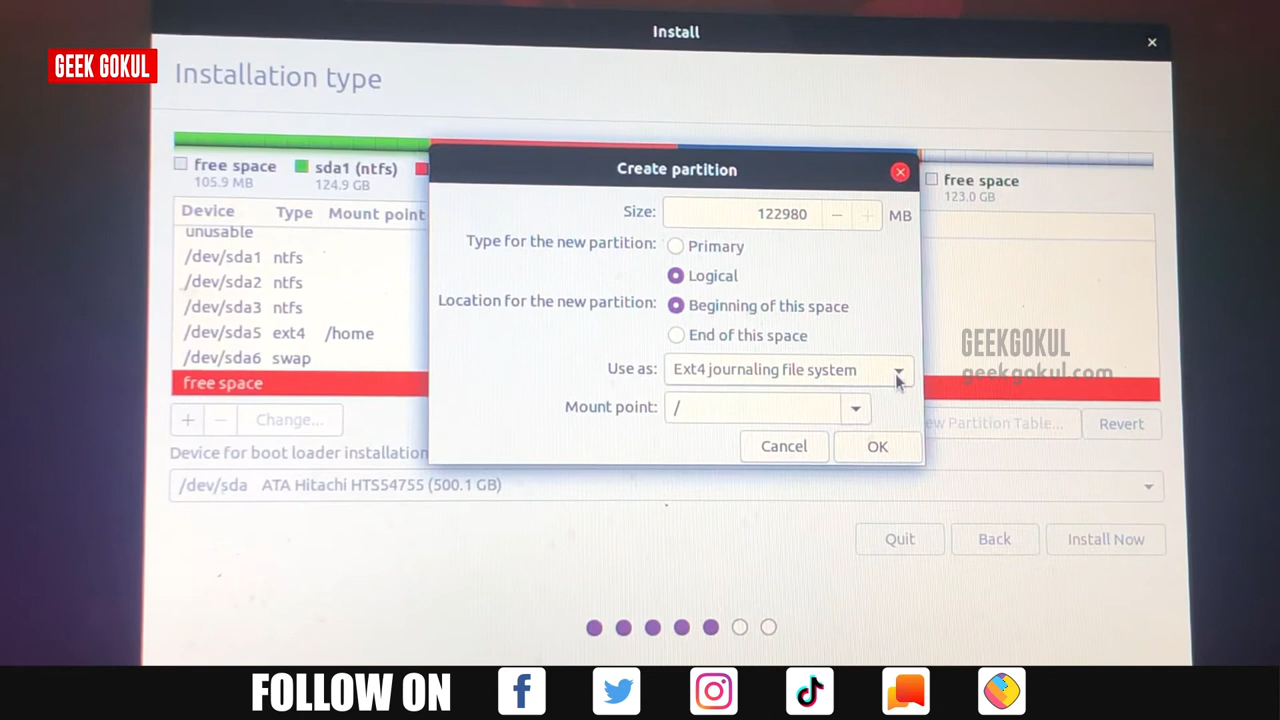 Install
GEEK GOKUL
Installation type
free space
105.9 MB
sda1 (ntfs)
124.9 GB
free space
123.0 GB
Device Type Mount point
unusable
/dev/sda1 ntfs
/dev/sda2 ntfs
/dev/sda3 ntfs
/dev/sda5 ext4 /home
/dev/sda6 swap
free space
+ − Change...
ew Partition Table... Revert
Device for boot loader installation
/dev/sda ATA Hitachi HTS54755 (500.1 GB)
Quit Back Install Now
Create partition
Size: 122980 − + MB
Type for the new partition: Primary
Logical
Location for the new partition: Beginning of this space
End of this space
Use as: Ext4 journaling file system
Mount point: /
Cancel OK
GEEKGOKUL
geekgokul.com
FOLLOW ON